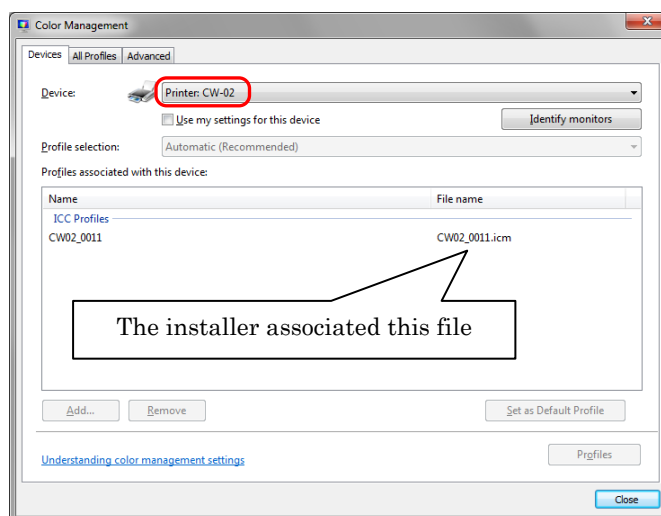 Color Management
Devices All Profiles Advanced
Device: Printer: CW-02
Use my settings for this device Identify monitors
Profile selection: Automatic (Recommended)
Profiles associated with this device:
Name File name
ICC Profiles
CW02_0011 CW02_0011.icm
The installer associated this file
Add... Remove Set as Default Profile
Understanding color management settings Profiles
Close